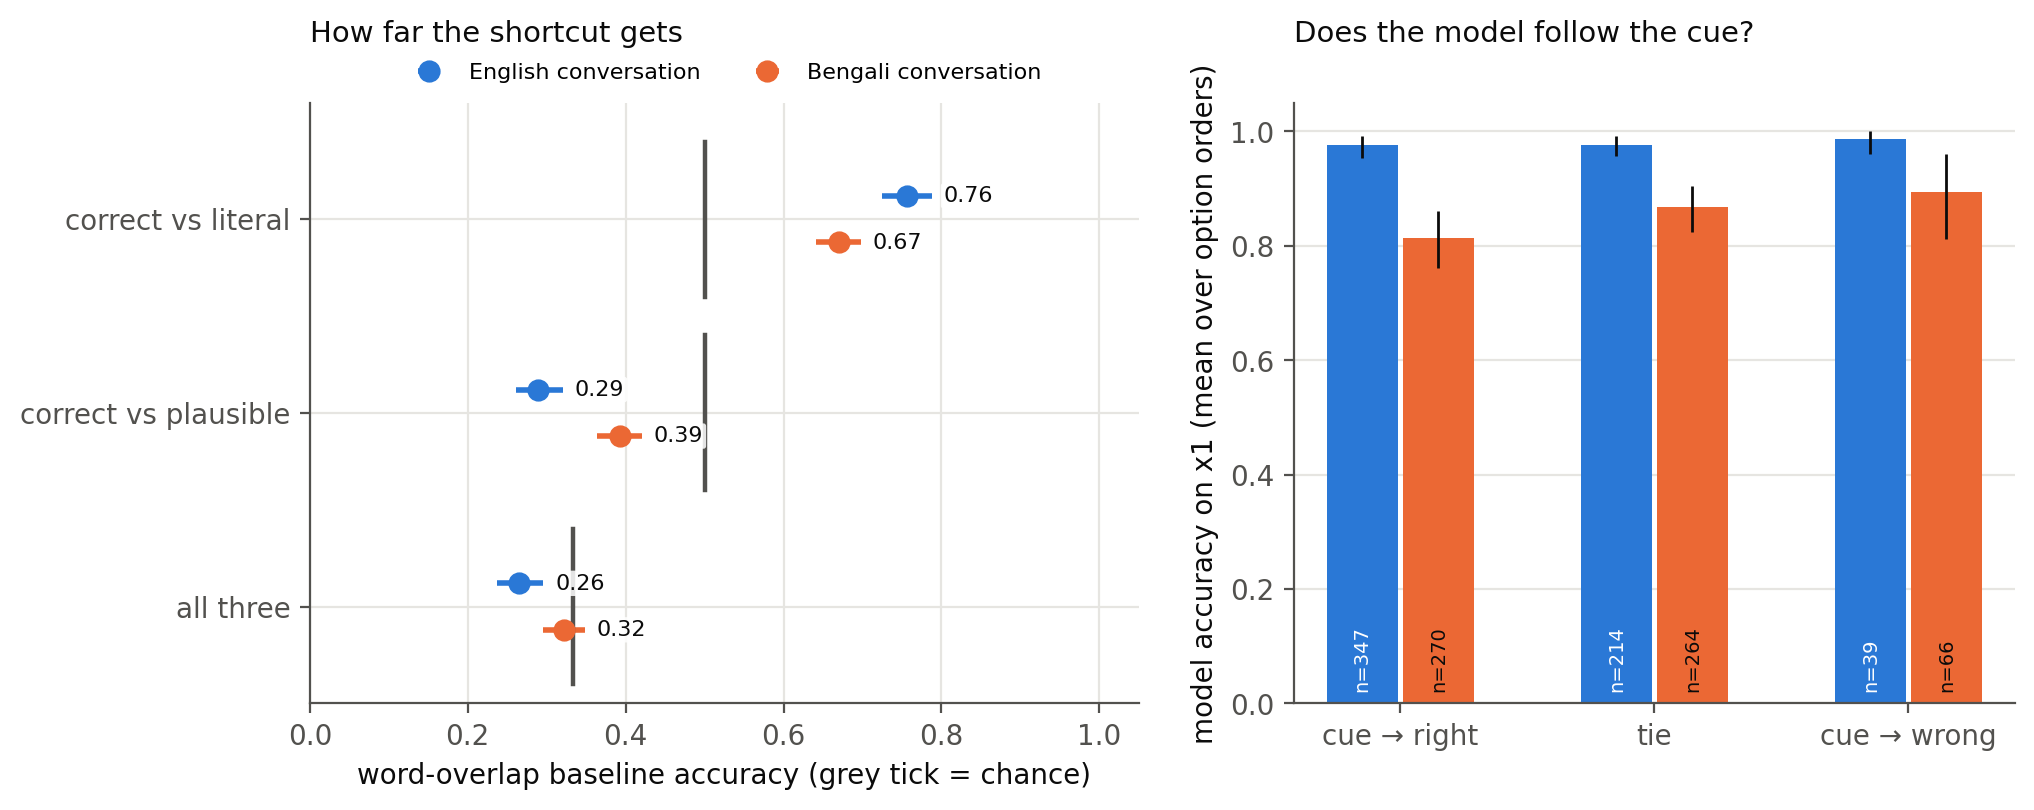 How far the shortcut gets
English conversation
Bengali conversation
correct vs literal
correct vs plausible
all three
0.76
0.67
0.29
0.39
0.26
0.32
0.0 0.2 0.4 0.6 0.8 1.0
word-overlap baseline accuracy (grey tick = chance)
Does the model follow the cue?
model accuracy on x1 (mean over option orders)
1.0
0.8
0.6
0.4
0.2
0.0
n=347
n=270
n=214
n=264
n=39
n=66
cue → right
tie
cue → wrong